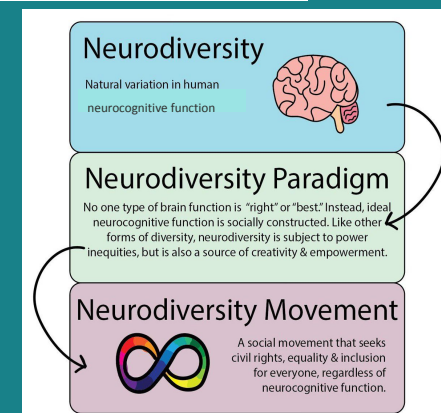 Neurodiversity
Natural variation in human
neurocognitive function
Neurodiversity Paradigm
No one type of brain function is "right" or "best." Instead, ideal
neurocognitive function is socially constructed. Like other
forms of diversity, neurodiversity is subject to power
inequities, but is also a source of creativity & empowerment.
Neurodiversity Movement
A social movement that seeks
civil rights, equality & inclusion
for everyone, regardless of
neurocognitive function.